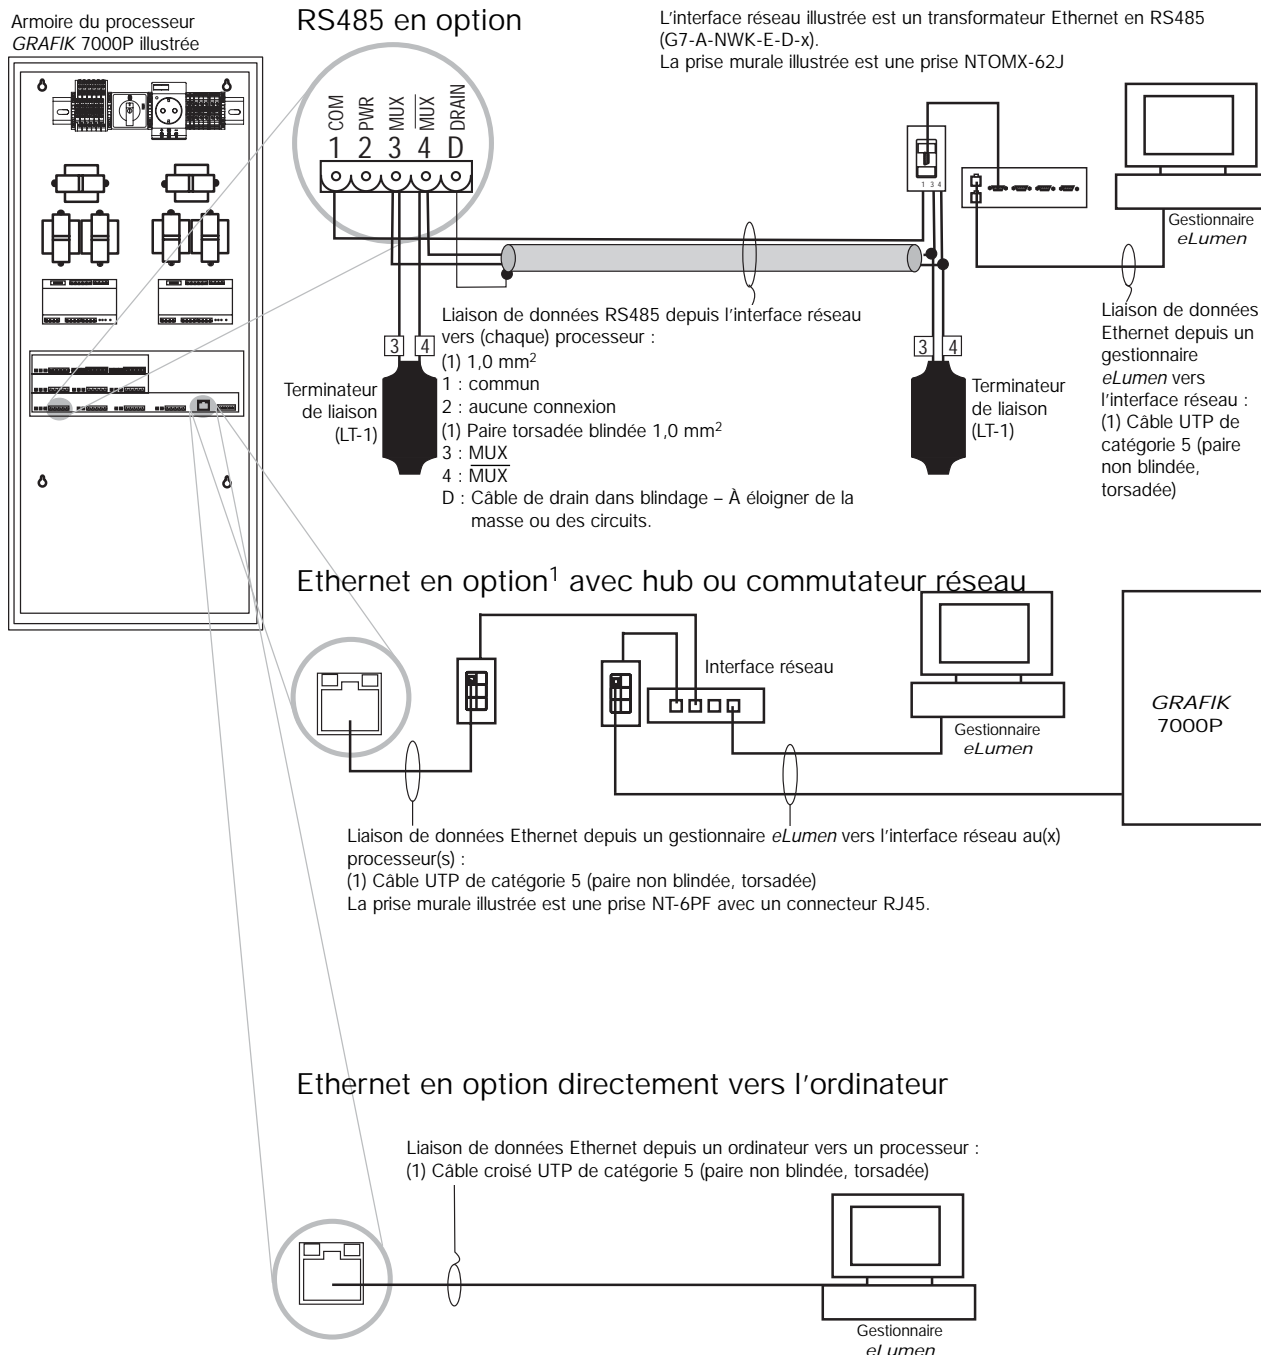 Armoire du processeur
GRAFIK 7000P illustrée
RS485 en option
L'interface réseau illustrée est un transformateur Ethernet en RS485
(G7-A-NWK-E-D-x).
La prise murale illustrée est une prise NTOMX-62J
COM
PWR
MUX
MUX
DRAIN
1 2 3 4 D
1 3 4
Gestionnaire
eLumen
Liaison de données RS485 depuis l'interface réseau
vers (chaque) processeur :
(1) 1,0 mm²
1 : commun
2 : aucune connexion
(1) Paire torsadée blindée 1,0 mm²
3 : MUX
4 : MUX
D : Câble de drain dans blindage – À éloigner de la
masse ou des circuits.
3 4
Terminateur
de liaison
(LT-1)
3 4
Terminateur
de liaison
(LT-1)
Liaison de données
Ethernet depuis un
gestionnaire
eLumen vers
l'interface réseau :
(1) Câble UTP de
catégorie 5 (paire
non blindée,
torsadée)
Ethernet en option¹ avec hub ou commutateur réseau
Interface réseau
Gestionnaire
eLumen
GRAFIK
7000P
Liaison de données Ethernet depuis un gestionnaire eLumen vers l'interface réseau au(x)
processeur(s) :
(1) Câble UTP de catégorie 5 (paire non blindée, torsadée)
La prise murale illustrée est une prise NT-6PF avec un connecteur RJ45.
Ethernet en option directement vers l'ordinateur
Liaison de données Ethernet depuis un ordinateur vers un processeur :
(1) Câble croisé UTP de catégorie 5 (paire non blindée, torsadée)
Gestionnaire
eLumen